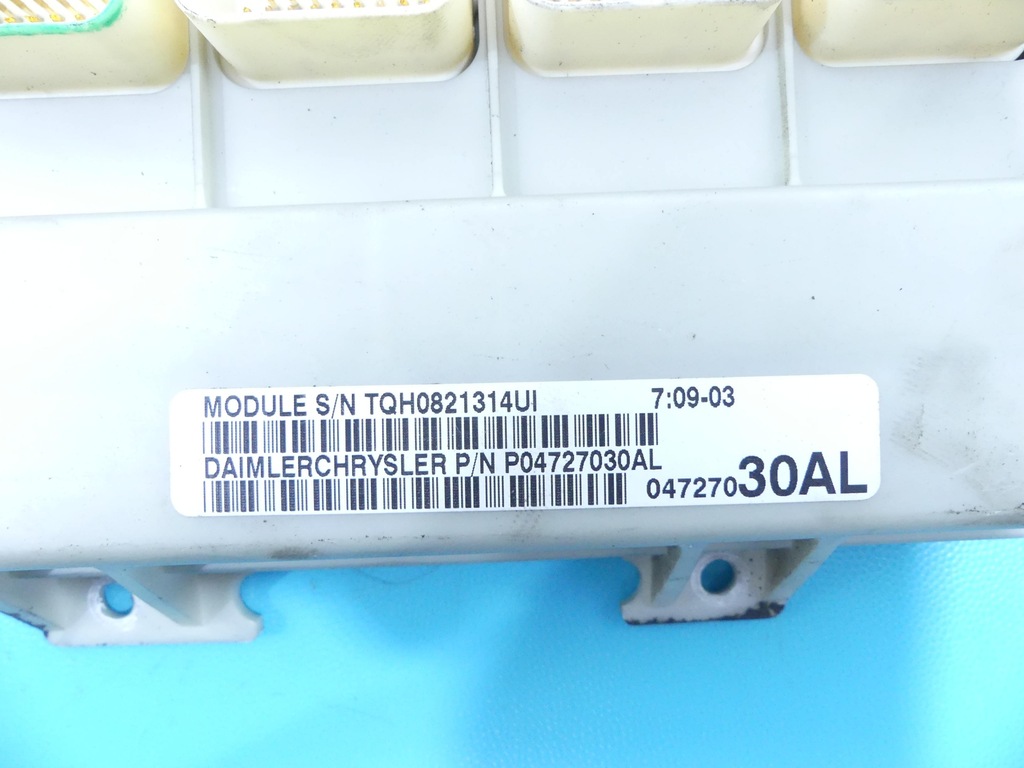 MODULE S/N TQH0821314UI 7:09-03
DAIMLERCHRYSLER P/N P04727030AL
04727030AL